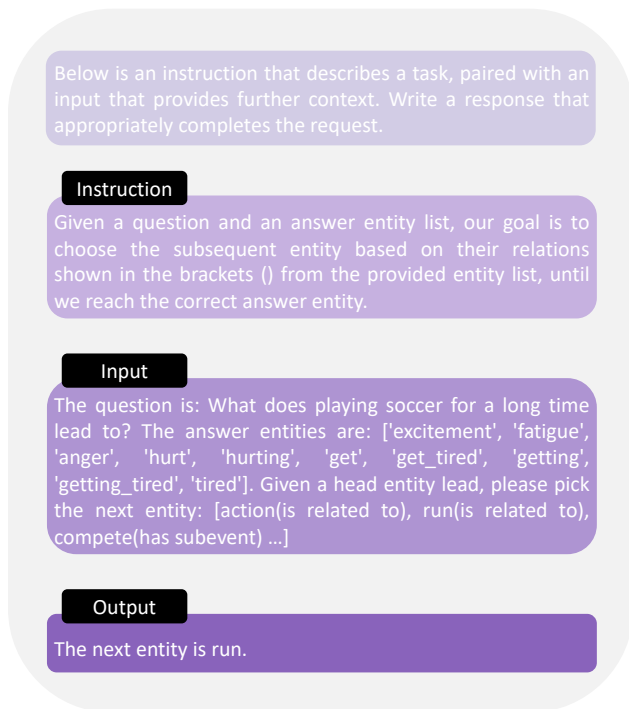 Below is an instruction that describes a task, paired with an
input that provides further context. Write a response that
appropriately completes the request.
Instruction
Given a question and an answer entity list, our goal is to
choose the subsequent entity based on their relations
shown in the brackets () from the provided entity list, until
we reach the correct answer entity.
Input
The question is: What does playing soccer for a long time
lead to? The answer entities are: ['excitement', 'fatigue',
'anger', 'hurt', 'hurting', 'get', 'get_tired', 'getting',
'getting_tired', 'tired']. Given a head entity lead, please pick
the next entity: [action(is related to), run(is related to),
compete(has subevent) ...]
Output
The next entity is run.